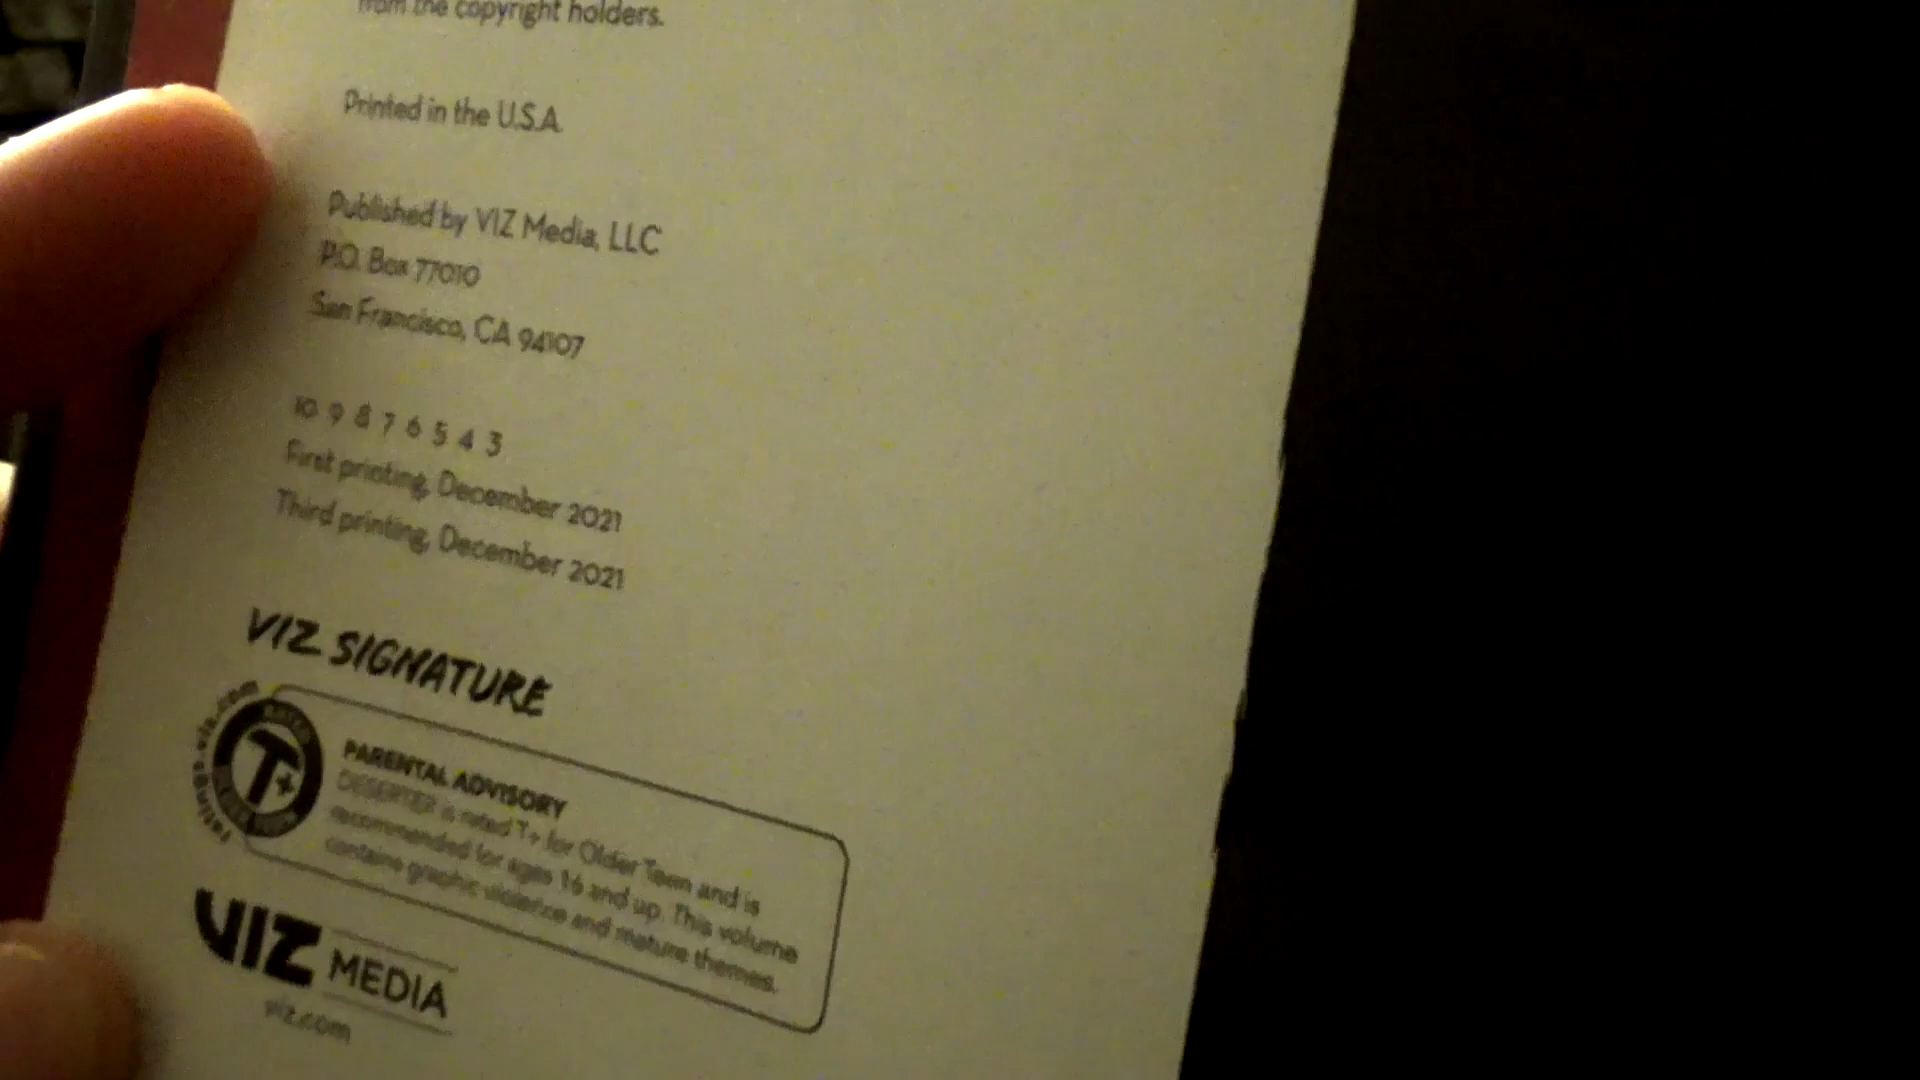 from the copyright holders.
Printed in the U.S.A.
Published by VIZ Media, LLC
P.O. Box 77010
San Francisco, CA 94107
10 9 8 7 6 5 4 3
First printing, December 2021
Third printing, December 2021
VIZ SIGNATURE
ratings.viz.com
T+
PARENTAL ADVISORY
DESERTER is rated T+ for Older Teen and is
recommended for ages 16 and up. This volume
contains graphic violence and mature themes.
VIZ MEDIA
viz.com